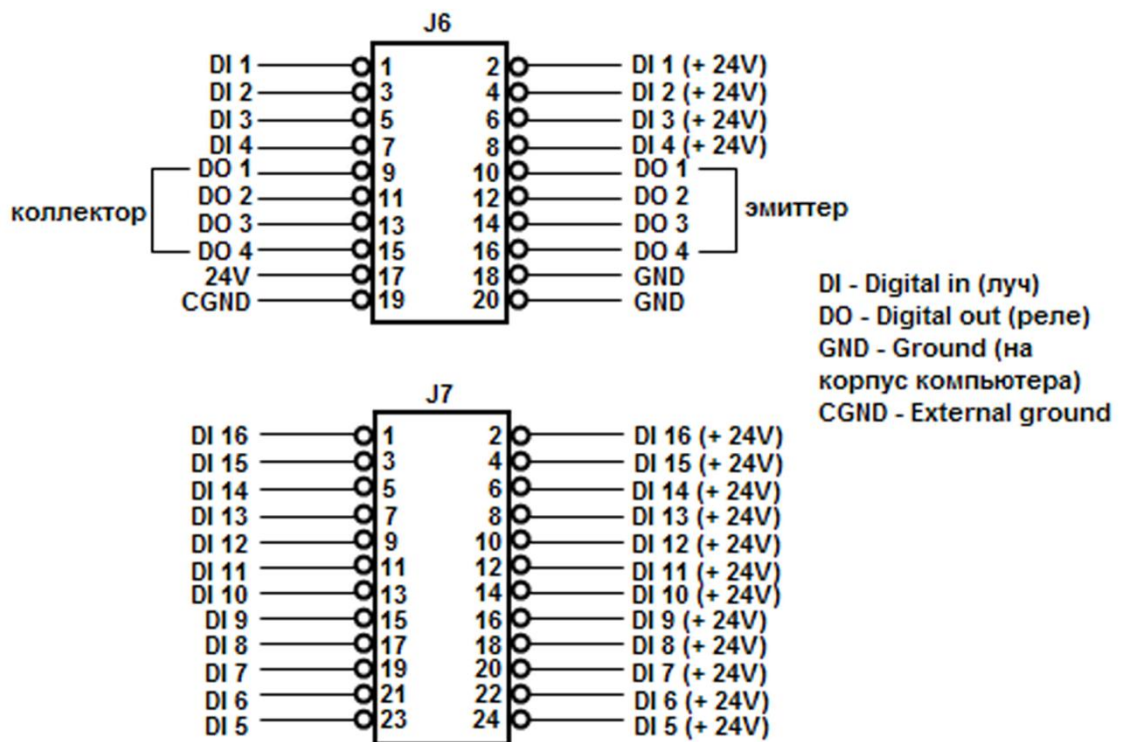 J6
DI 1 1 2 DI 1 (+ 24V)
DI 2 3 4 DI 2 (+ 24V)
DI 3 5 6 DI 3 (+ 24V)
DI 4 7 8 DI 4 (+ 24V)
DO 1 9 10 DO 1
DO 2 11 12 DO 2
коллектор эмиттер
DO 3 13 14 DO 3
DO 4 15 16 DO 4
24V 17 18 GND
CGND 19 20 GND
DI - Digital in (луч)
DO - Digital out (реле)
GND - Ground (на
корпус компьютера)
CGND - External ground
J7
DI 16 1 2 DI 16 (+ 24V)
DI 15 3 4 DI 15 (+ 24V)
DI 14 5 6 DI 14 (+ 24V)
DI 13 7 8 DI 13 (+ 24V)
DI 12 9 10 DI 12 (+ 24V)
DI 11 11 12 DI 11 (+ 24V)
DI 10 13 14 DI 10 (+ 24V)
DI 9 15 16 DI 9 (+ 24V)
DI 8 17 18 DI 8 (+ 24V)
DI 7 19 20 DI 7 (+ 24V)
DI 6 21 22 DI 6 (+ 24V)
DI 5 23 24 DI 5 (+ 24V)